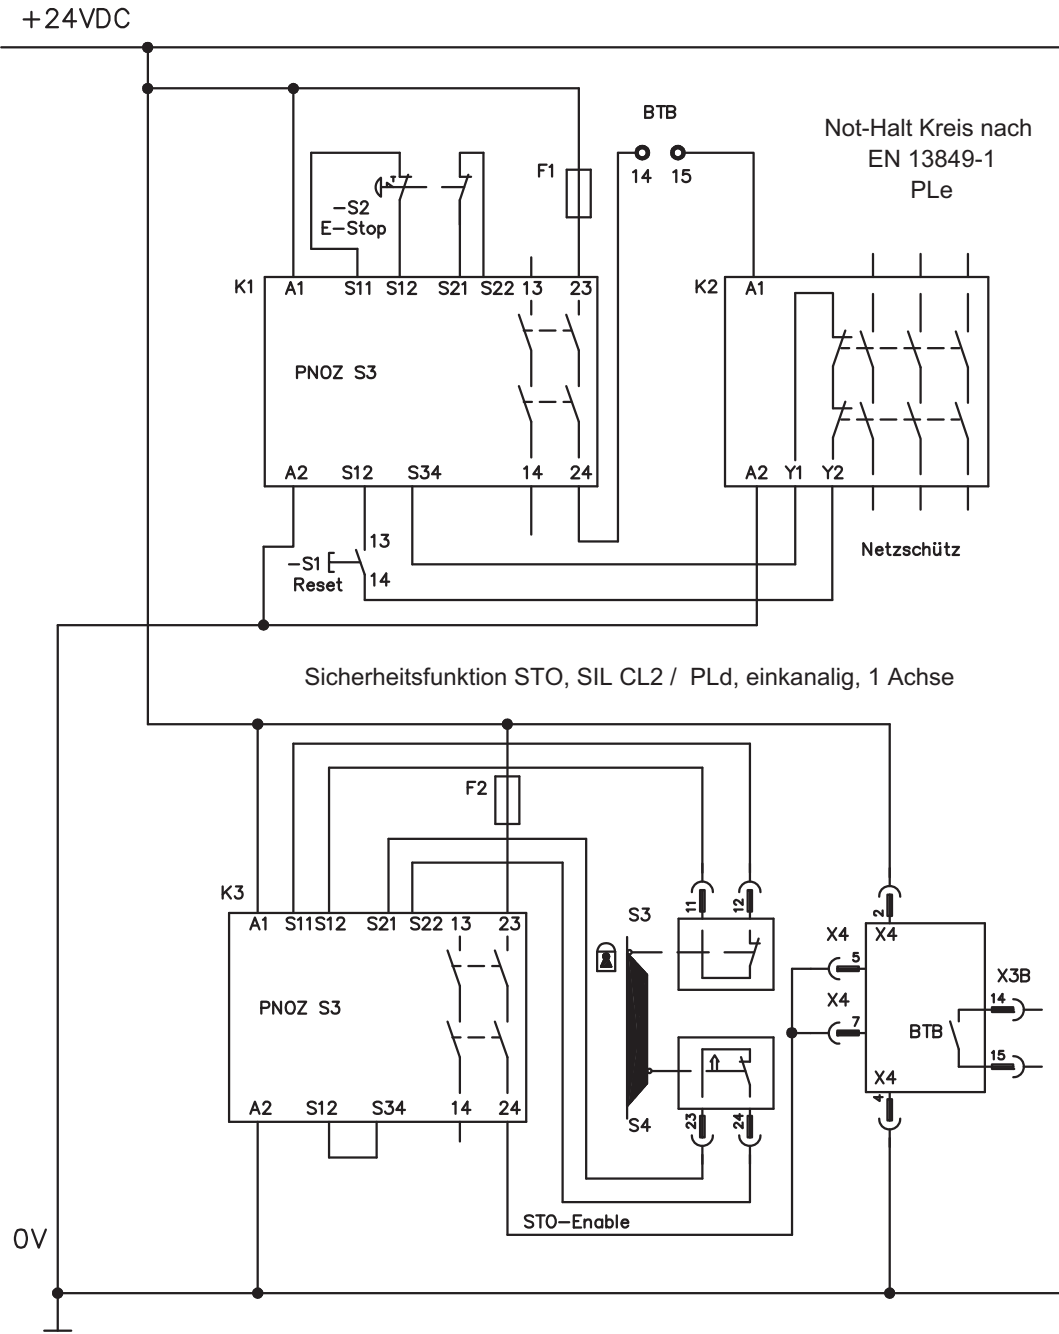 +24VDC
BTB
Not-Halt Kreis nach
EN 13849-1
PLe
F1
14 15
-S2
E-Stop
K1 A1 S11 S12 S21 S22 13 23
K2 A1
PNOZ S3
A2 S12 S34 14 24
A2 Y1 Y2
13
-S1
14
Reset
Netzschütz
Sicherheitsfunktion STO, SIL CL2 / PLd, einkanalig, 1 Achse
F2
K3
11 12
2
A1 S11 S12 S21 S22 13 23
S3
X4 X4
5
X3B
PNOZ S3
X4
14
7
BTB
15
X4
4
A2 S12 S34 14 24
23 24
S4
STO-Enable
0V